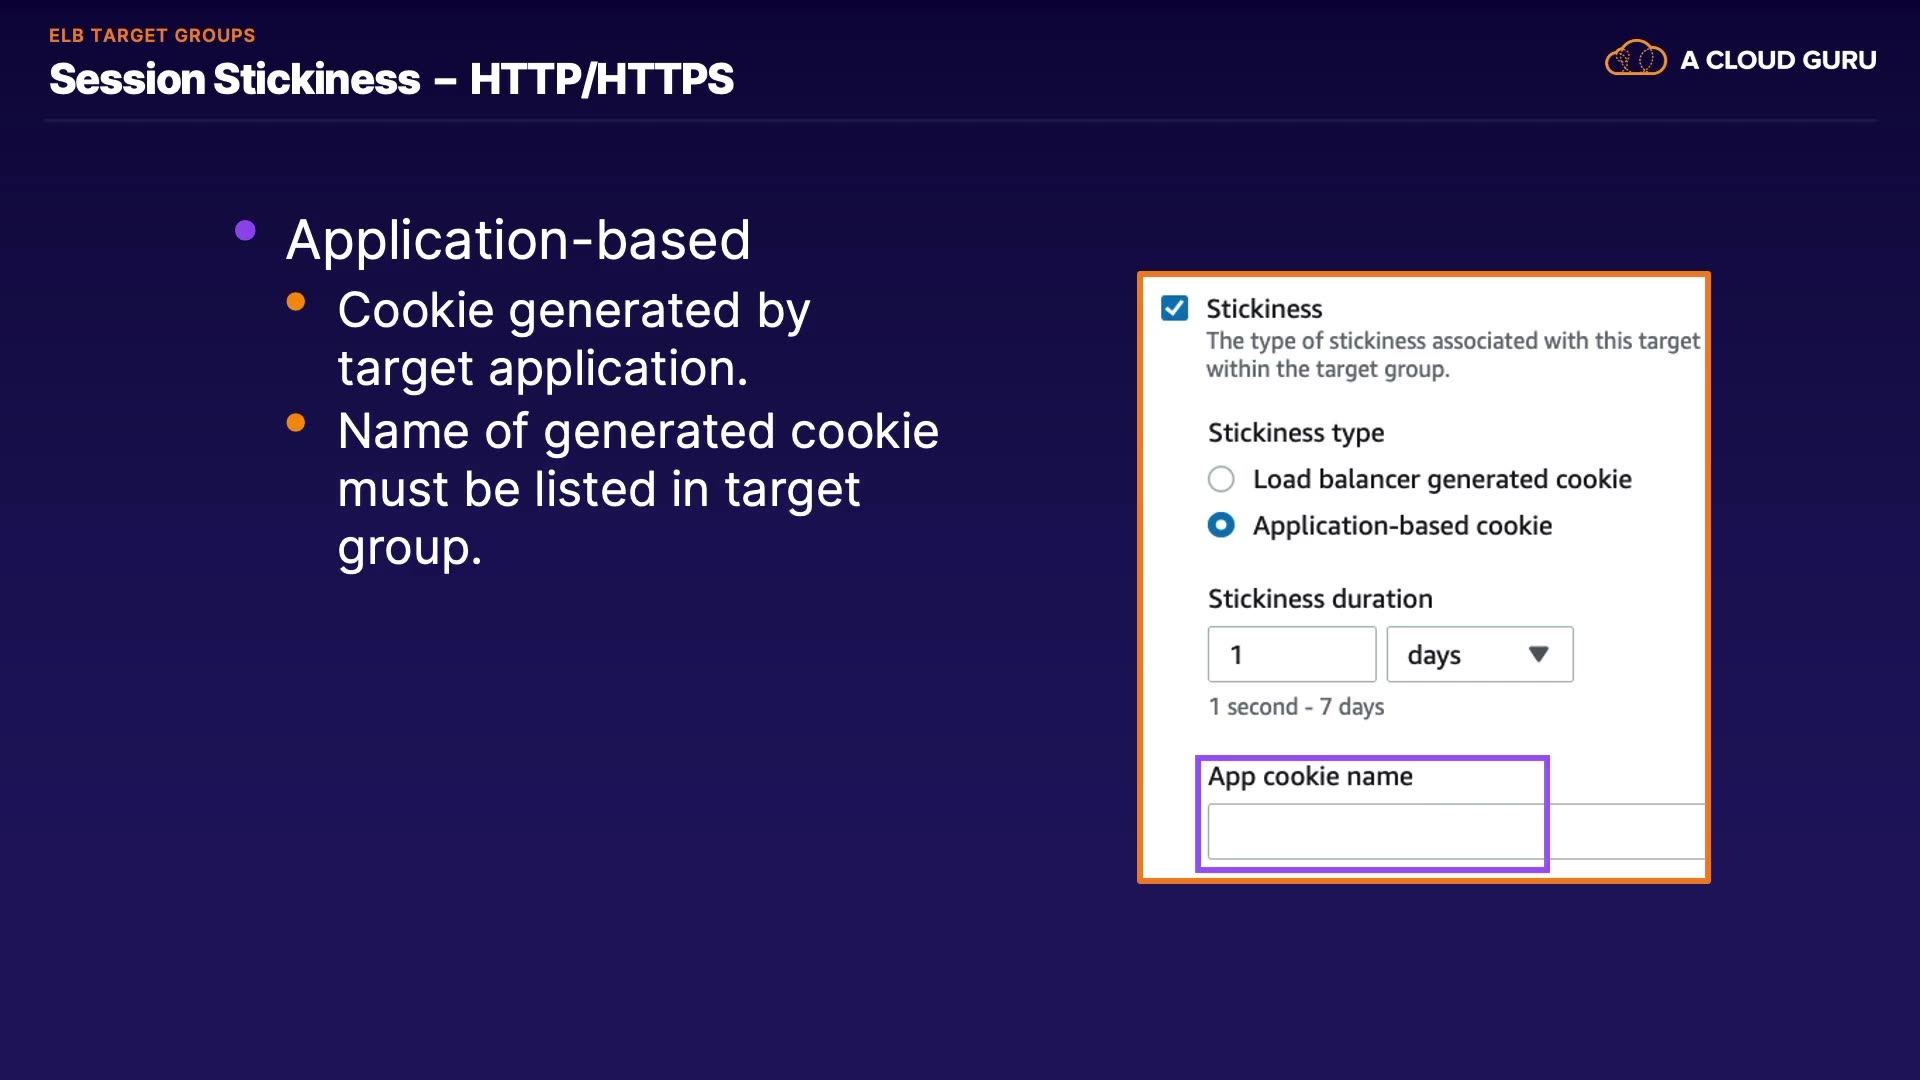 ELB TARGET GROUPS
Session Stickiness – HTTP/HTTPS
A CLOUD GURU
Application-based
Cookie generated by
target application.
Name of generated cookie
must be listed in target
group.
Stickiness
The type of stickiness associated with this target
within the target group.
Stickiness type
Load balancer generated cookie
Application-based cookie
Stickiness duration
1
days
1 second - 7 days
App cookie name